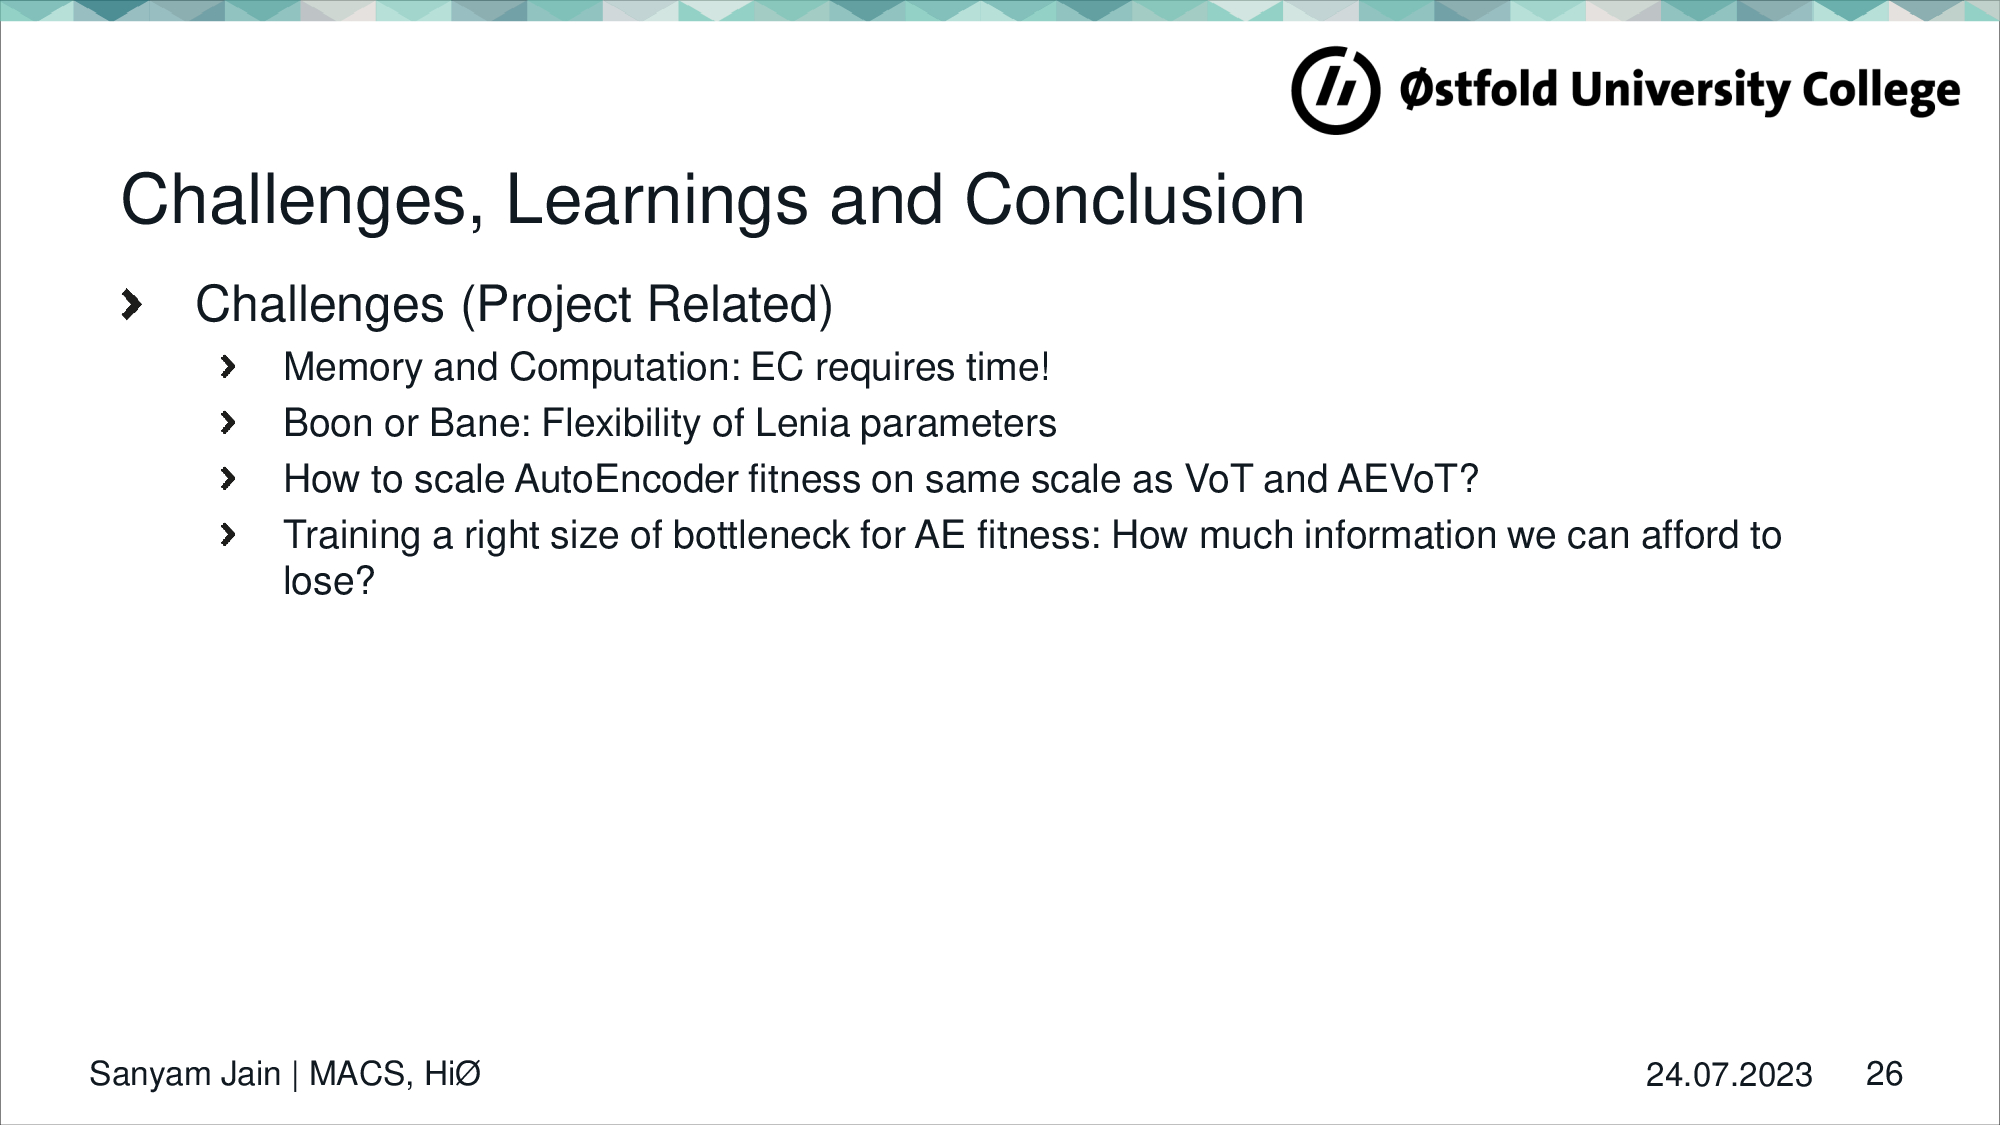 Østfold University College
Challenges, Learnings and Conclusion
Challenges (Project Related)
Memory and Computation: EC requires time!
Boon or Bane: Flexibility of Lenia parameters
How to scale AutoEncoder fitness on same scale as VoT and AEVoT?
Training a right size of bottleneck for AE fitness: How much information we can afford to
lose?
Sanyam Jain | MACS, HiØ
24.07.2023
26